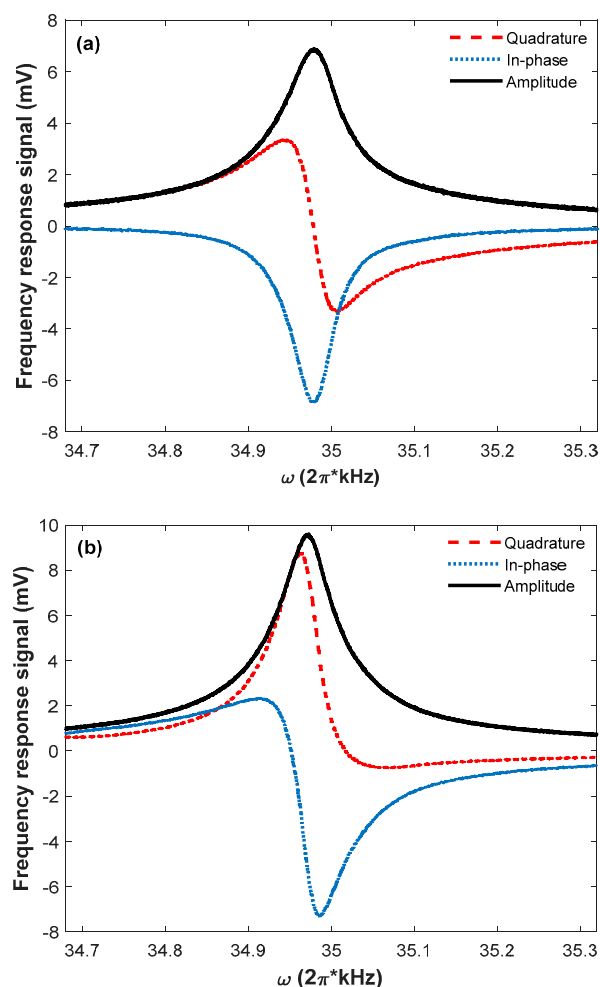 (a)
Quadrature
In-phase
Amplitude
Frequency response signal (mV)
8
6
4
2
0
-2
-4
-6
-8
34.7 34.8 34.9 35 35.1 35.2 35.3
ω (2π*kHz)
(b)
Quadrature
In-phase
Amplitude
Frequency response signal (mV)
10
8
6
4
2
0
-2
-4
-6
-8
34.7 34.8 34.9 35 35.1 35.2 35.3
ω (2π*kHz)